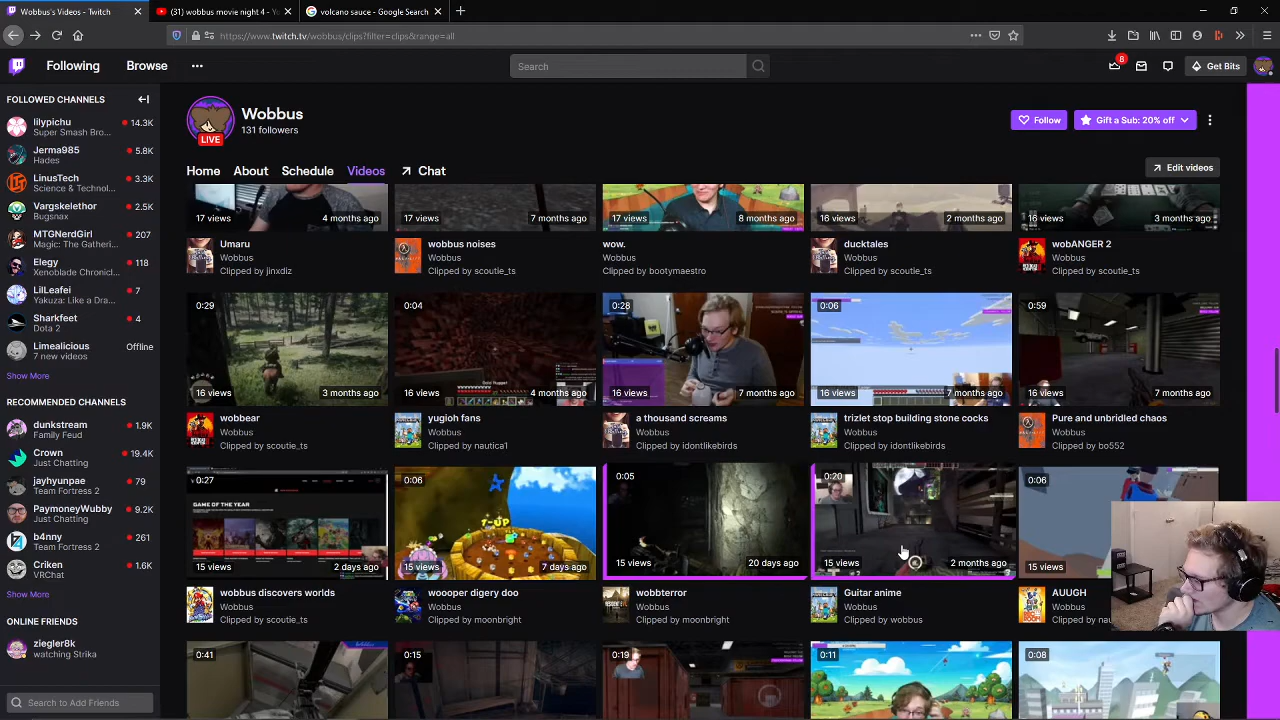 Wobbus's Videos - Twitch
(31) wobbus movie night 4 - Yo
volcano sauce - Google Search
https://www.twitch.tv/wobbus/clips?filter=clips&range=all
Following Browse
Search
8
Get Bits
FOLLOWED CHANNELS
lilypichu 14.3K
Super Smash Bro...
Jerma985 5.8K
Hades
LinusTech 3.3K
Science & Technol...
Vargskelethor 2.5K
Bugsnax
MTGNerdGirl 207
Magic: The Gatheri...
Elegy 118
Xenoblade Chronicl...
LilLeafei 7
Yakuza: Like a Dra...
Sharkfeet 4
Dota 2
Limealicious Offline
7 new videos
Show More
RECOMMENDED CHANNELS
dunkstream 1.9K
Family Feud
Crown 19.4K
Just Chatting
jayhyunpae 79
Team Fortress 2
PaymoneyWubby 9.2K
Just Chatting
b4nny 261
Team Fortress 2
Criken 1.6K
VRChat
Show More
ONLINE FRIENDS
ziegler8k
watching Strika
Search to Add Friends
LIVE
Wobbus
131 followers
Follow
Gift a Sub: 20% off
Home About Schedule Videos Chat
Edit videos
17 views 4 months ago
17 views 7 months ago
17 views 8 months ago
16 views 2 months ago
16 views 3 months ago
Umaru
Wobbus
Clipped by jinxdiz
wobbus noises
Wobbus
Clipped by scoutie_ts
wow.
Wobbus
Clipped by bootymaestro
ducktales
Wobbus
Clipped by scoutie_ts
wobANGER 2
Wobbus
Clipped by scoutie_ts
0:29
16 views 3 months ago
0:04
Gold Nugget
16 views 4 months ago
0:28
16 views 7 months ago
0:06
16 views 7 months ago
0:59
16 views 7 months ago
wobbear
Wobbus
Clipped by scoutie_ts
yugioh fans
Wobbus
Clipped by nautica1
a thousand screams
Wobbus
Clipped by idontlikebirds
trizlet stop building stone cocks
Wobbus
Clipped by idontlikebirds
Pure and unbridled chaos
Wobbus
Clipped by bo552
0:27
GAME OF THE YEAR
15 views 2 days ago
0:06
1-UP
15 views 7 days ago
0:05
15 views 20 days ago
0:20
15 views 2 months ago
0:06
15 views
wobbus discovers worlds
Wobbus
Clipped by scoutie_ts
woooper digery doo
Wobbus
Clipped by moonbright
wobbterror
Wobbus
Clipped by moonbright
Guitar anime
Wobbus
Clipped by wobbus
AUUGH
Wobbus
Clipped by nau
0:41
0:15
0:19
0:11
0:08